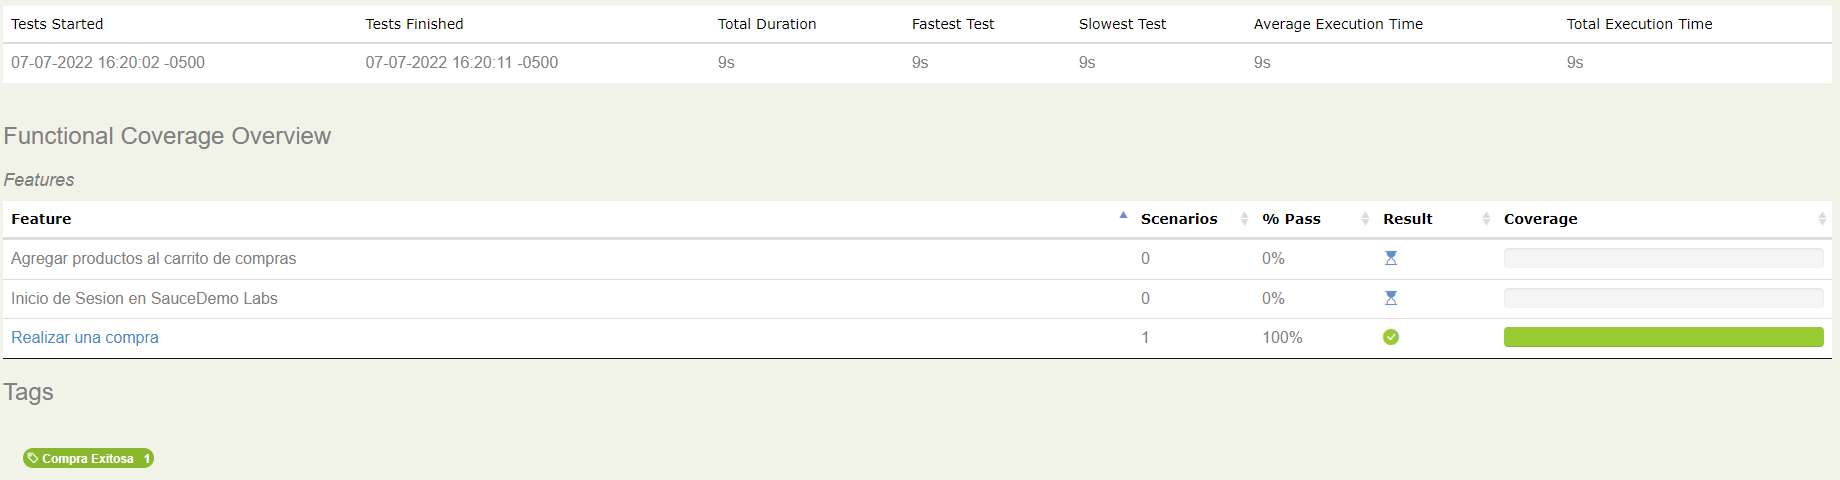 Tests Started Tests Finished Total Duration Fastest Test Slowest Test Average Execution Time Total Execution Time
07-07-2022 16:20:02 -0500 07-07-2022 16:20:11 -0500 9s 9s 9s 9s 9s
Functional Coverage Overview
Features
Feature Scenarios % Pass Result Coverage
Agregar productos al carrito de compras 0 0%
Inicio de Sesion en SauceDemo Labs 0 0%
Realizar una compra 1 100%
Tags
Compra Exitosa 1